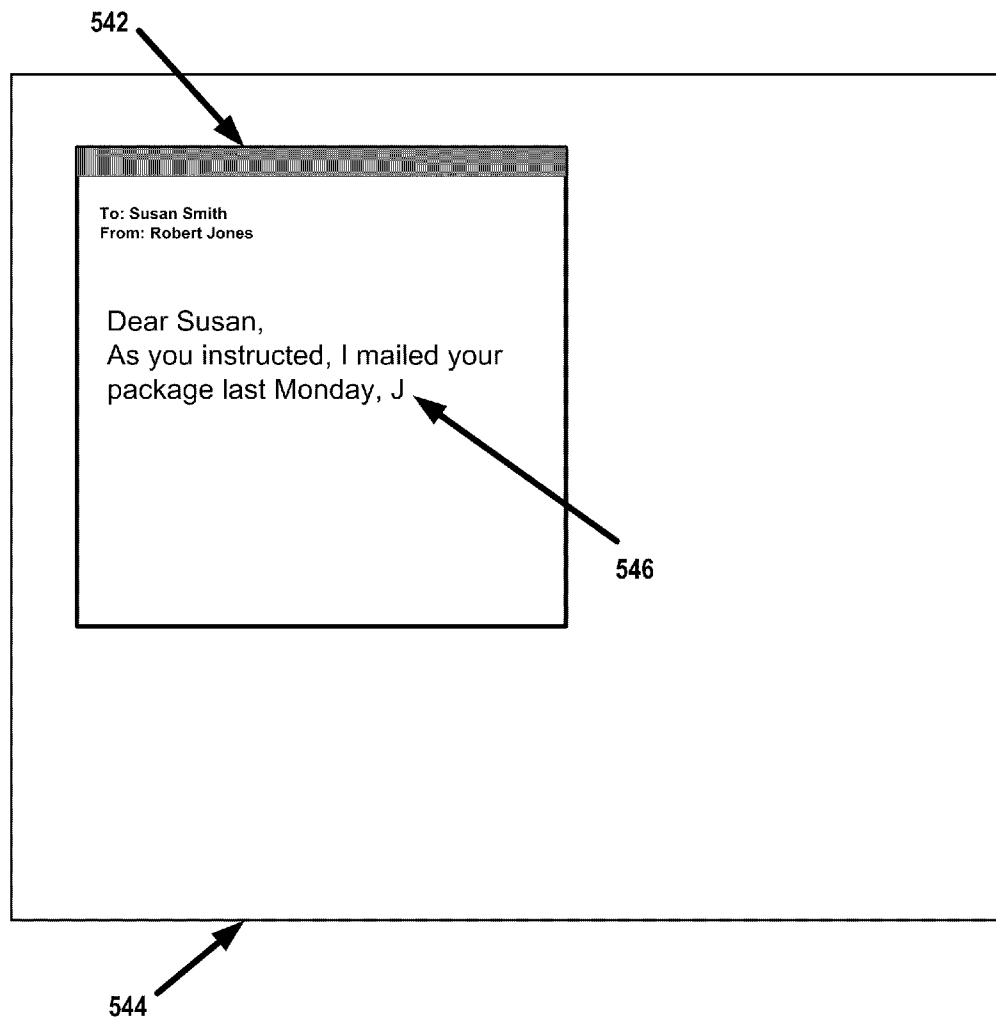 542
To: Susan Smith
From: Robert Jones
Dear Susan,
As you instructed, I mailed your
package last Monday, J
546
544